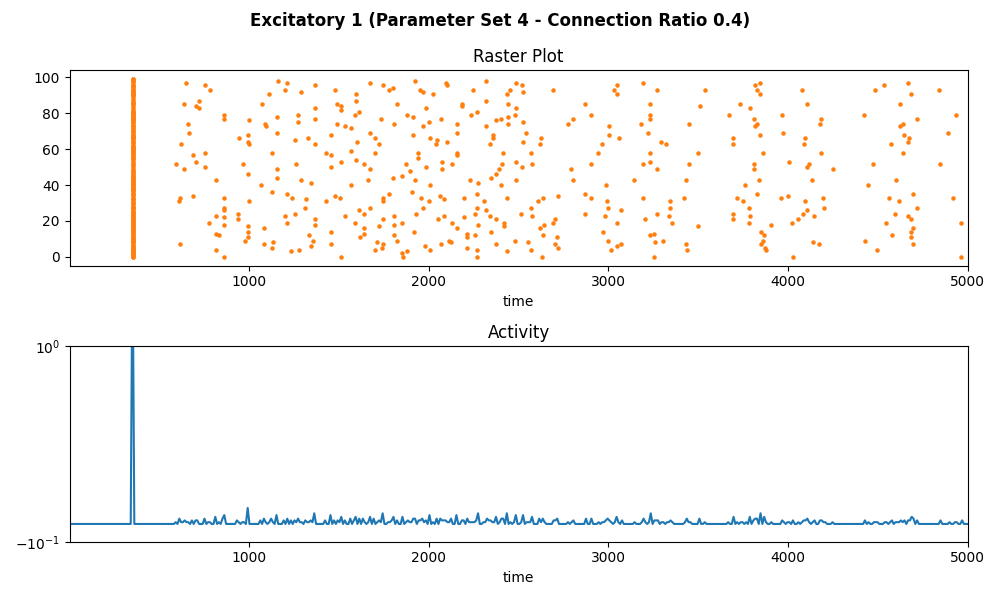 Excitatory 1 (Parameter Set 4 - Connection Ratio 0.4)
Raster Plot
100
80
60
40
20
0
1000 2000 3000 4000 5000
time
Activity
10^0
−10^−1
1000 2000 3000 4000 5000
time